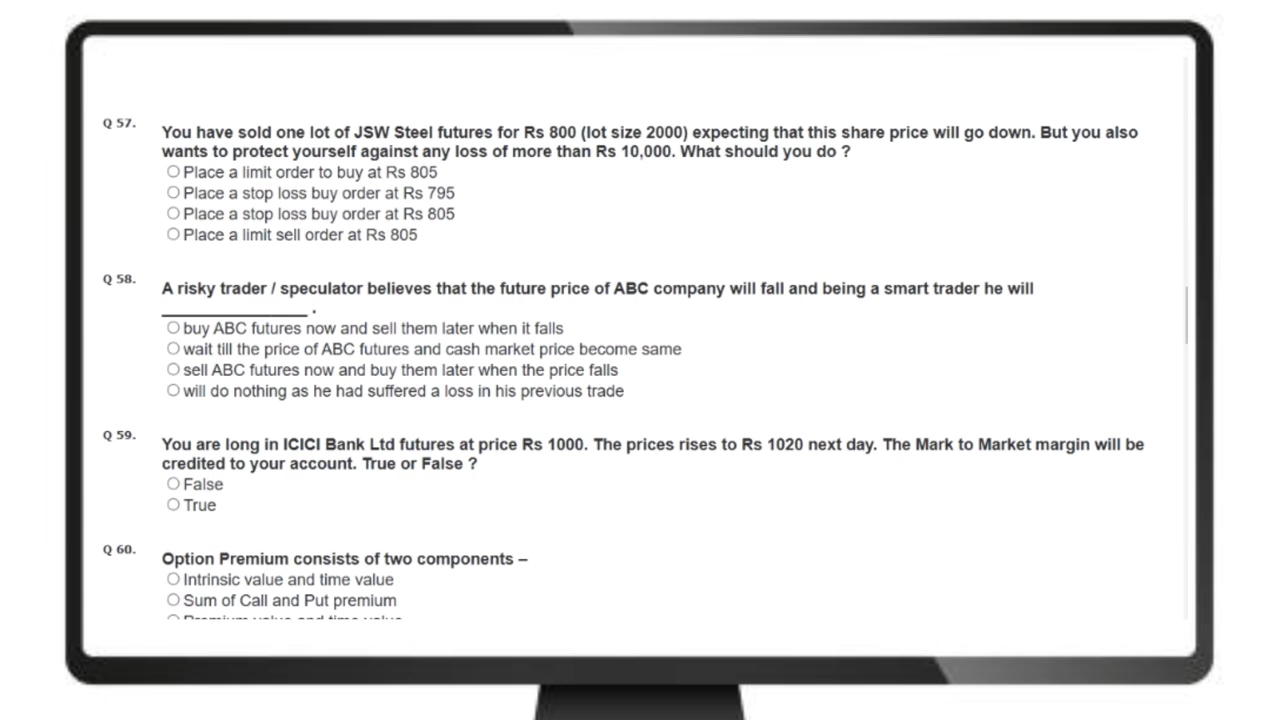 Q 57.
You have sold one lot of JSW Steel futures for Rs 800 (lot size 2000) expecting that this share price will go down. But you also
wants to protect yourself against any loss of more than Rs 10,000. What should you do ?
Place a limit order to buy at Rs 805
Place a stop loss buy order at Rs 795
Place a stop loss buy order at Rs 805
Place a limit sell order at Rs 805
Q 58.
A risky trader / speculator believes that the future price of ABC company will fall and being a smart trader he will
________________ .
buy ABC futures now and sell them later when it falls
wait till the price of ABC futures and cash market price become same
sell ABC futures now and buy them later when the price falls
will do nothing as he had suffered a loss in his previous trade
Q 59.
You are long in ICICI Bank Ltd futures at price Rs 1000. The prices rises to Rs 1020 next day. The Mark to Market margin will be
credited to your account. True or False ?
False
True
Q 60.
Option Premium consists of two components –
Intrinsic value and time value
Sum of Call and Put premium
Premium value and time value